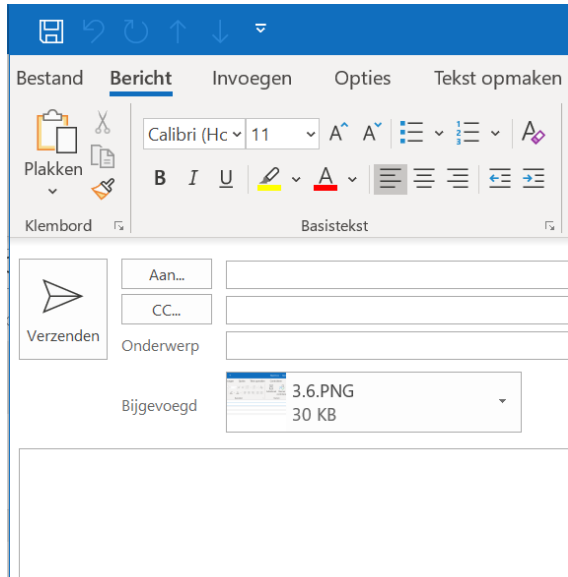 Bestand Bericht Invoegen Opties Tekst opmaken
Calibri (Hc 11 A A
Plakken
B I U A
Klembord Basistekst
Aan...
CC...
Verzenden
Onderwerp
3.6.PNG
Bijgevoegd
30 KB